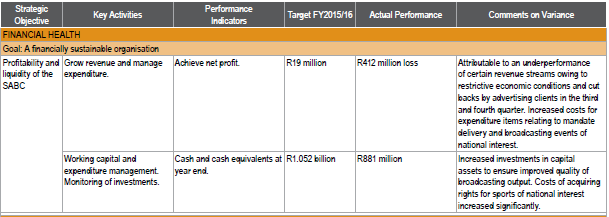 Strategic Objective
Key Activities
Performance Indicators
Target FY2015/16
Actual Performance
Comments on Variance
FINANCIAL HEALTH
Goal: A financially sustainable organisation
Profitability and
liquidity of the
SABC
Grow revenue and manage
expenditure.
Achieve net profit.
R19 million
R412 million loss
Attributable to an underperformance
of certain revenue streams owing to
restrictive economic conditions and cut
backs by advertising clients in the third
and fourth quarter. Increased costs for
expenditure items relating to mandate
delivery and broadcasting events of
national interest.
Working capital and
expenditure management.
Monitoring of investments.
Cash and cash equivalents at
year end.
R1.052 billion
R881 million
Increased investments in capital
assets to ensure improved quality of
broadcasting output. Costs of acquiring
rights for sports of national interest
increased significantly.